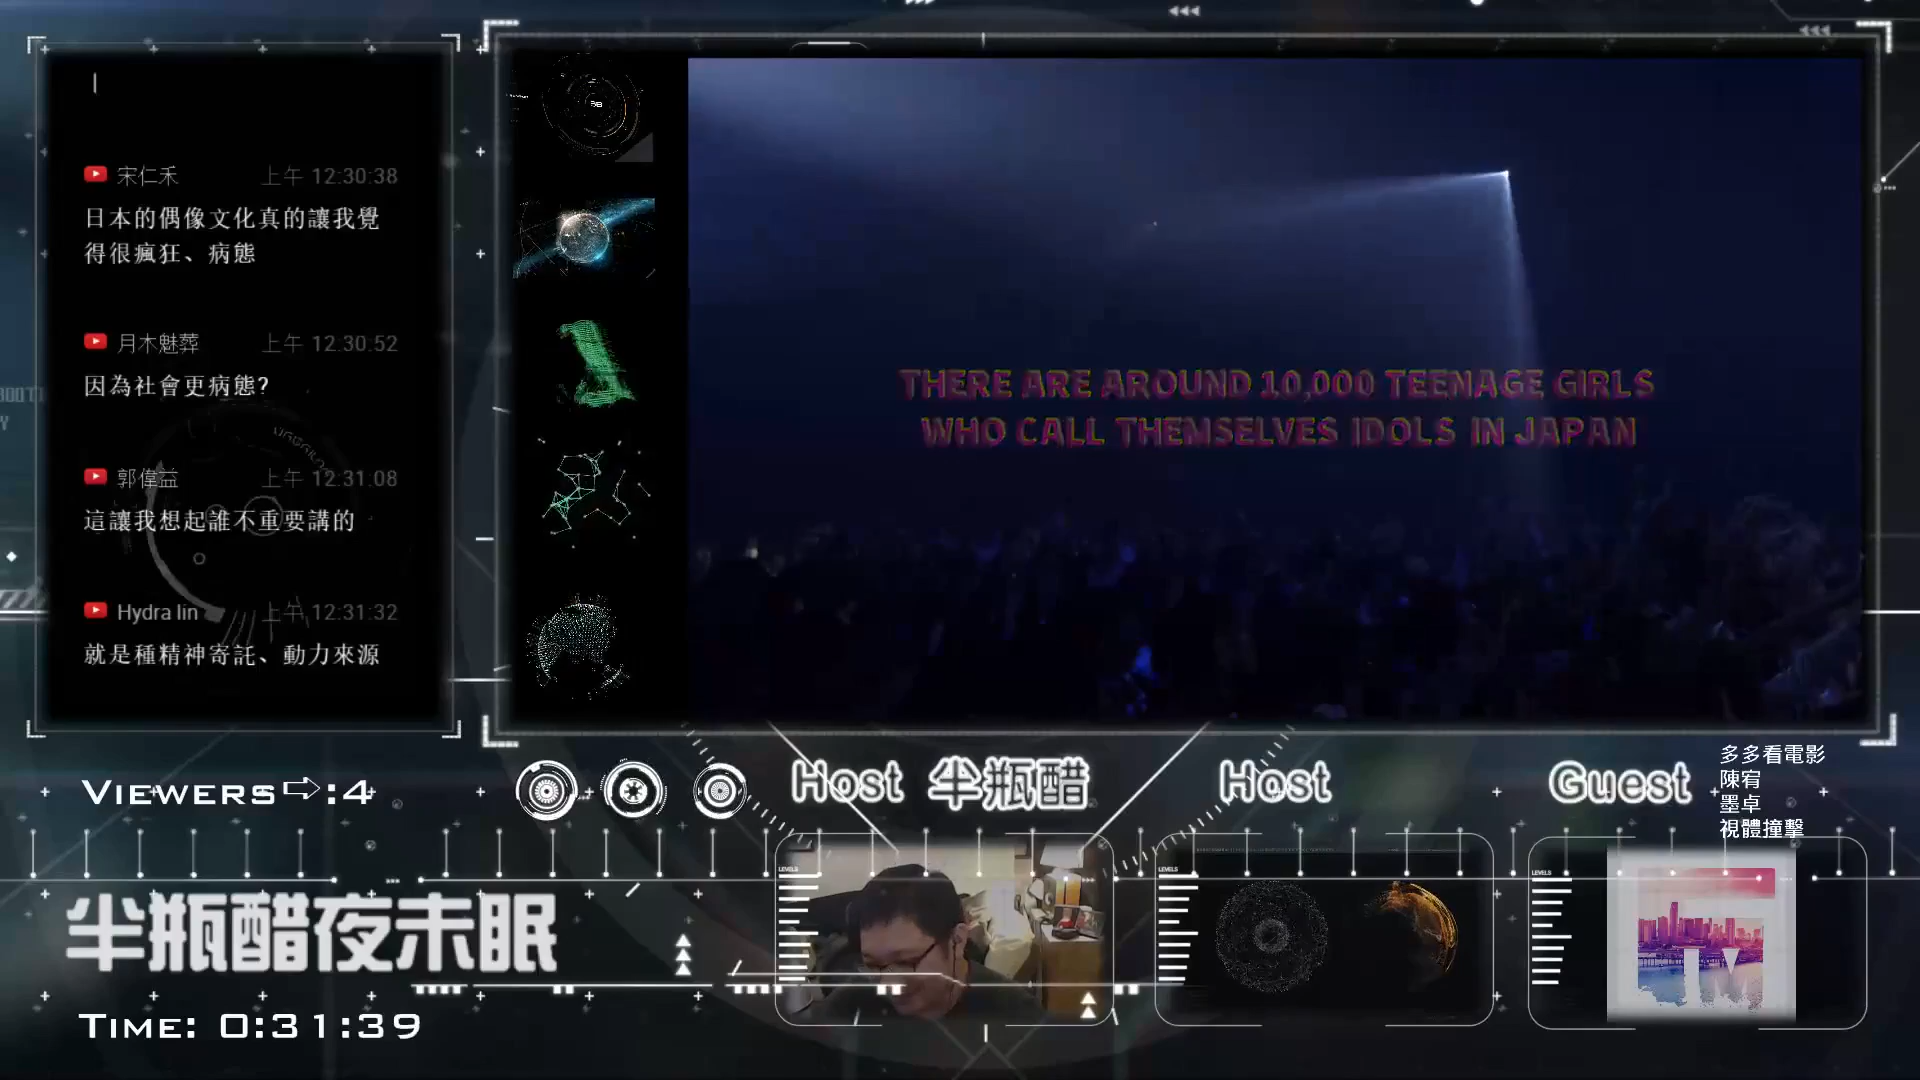 宋仁禾 上午 12:30:38
日本的偶像文化真的讓我覺
得很瘋狂、病態
月木魅葬 上午 12:30:52
因為社會更病態?
郭偉益 上午 12:31:08
這讓我想起誰不重要講的
Hydra lin 上午 12:31:32
就是種精神寄託、動力來源
THERE ARE AROUND 10,000 TEENAGE GIRLS
WHO CALL THEMSELVES IDOLS IN JAPAN
VIEWERS⇨:4
Host 半瓶醋
Host
Guest
多多看電影
陳宥
墨卓
視體撞擊
LEVELS
LEVELS
LEVELS
半瓶醋夜未眠
TIME: 0:31:39